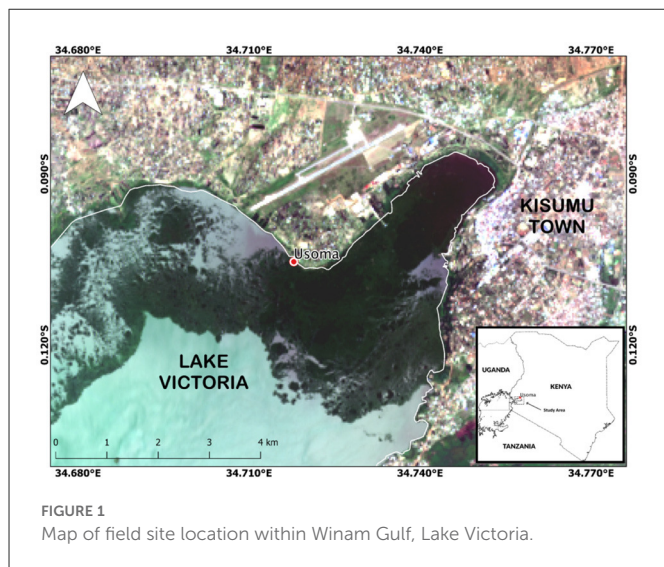 34.680°E 34.710°E 34.740°E 34.770°E
0.090°S 0.090°S
KISUMU
TOWN
Usoma
0.120°S 0.120°S
LAKE
VICTORIA
UGANDA
KENYA
Study Area
TANZANIA
0 1 2 3 4 km
34.680°E 34.710°E 34.740°E 34.770°E
FIGURE 1
Map of field site location within Winam Gulf, Lake Victoria.